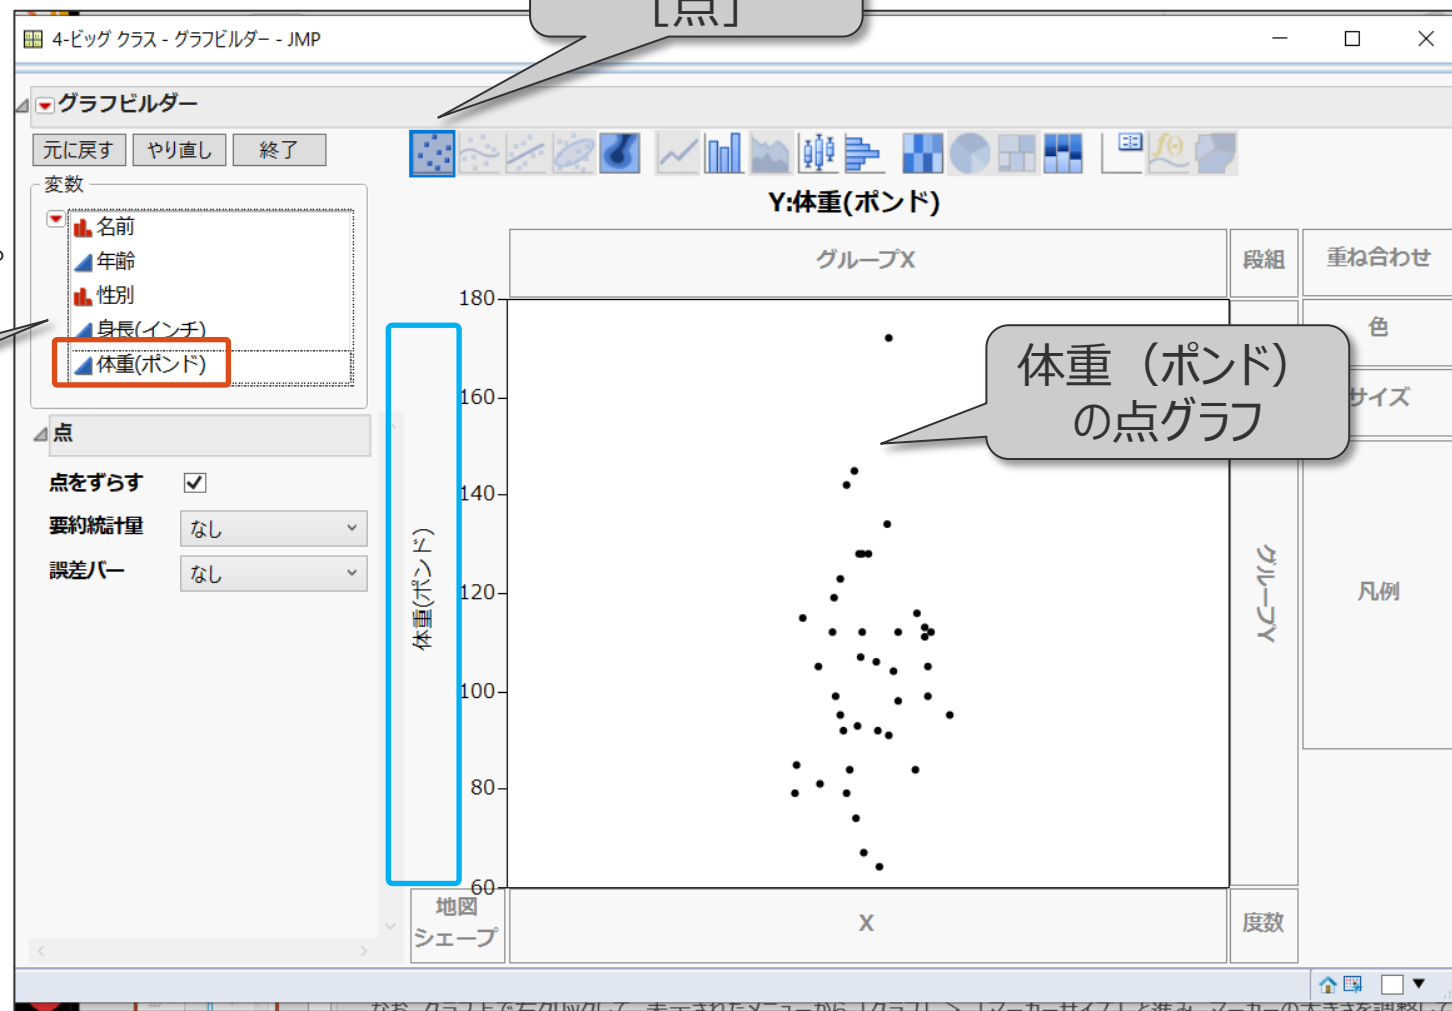 ［点］
4-ビッグ クラス - グラフビルダー - JMP
グラフビルダー
元に戻す やり直し 終了
変数
名前
年齢
性別
身長(インチ)
体重(ポンド)
点
点をずらす
要約統計量 なし
誤差バー なし
Y:体重(ポンド)
グループX
段組
重ね合わせ
色
サイズ
凡例
グループY
体重（ポンド）
の点グラフ
180
160
140
120
100
80
60
体重(ポンド)
地図
シェープ
X
度数